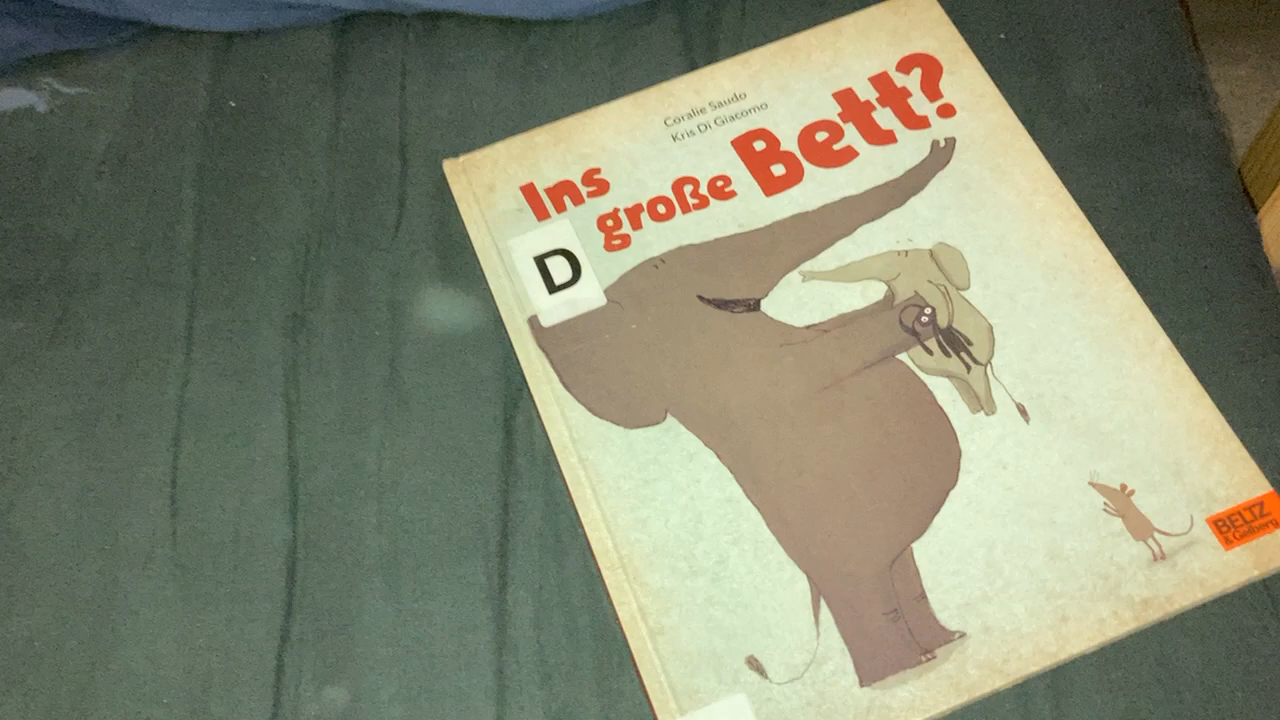 Coralie Saudo
Kris Di Giacomo
Ins
große Bett?
D
BELTZ
& Gelberg